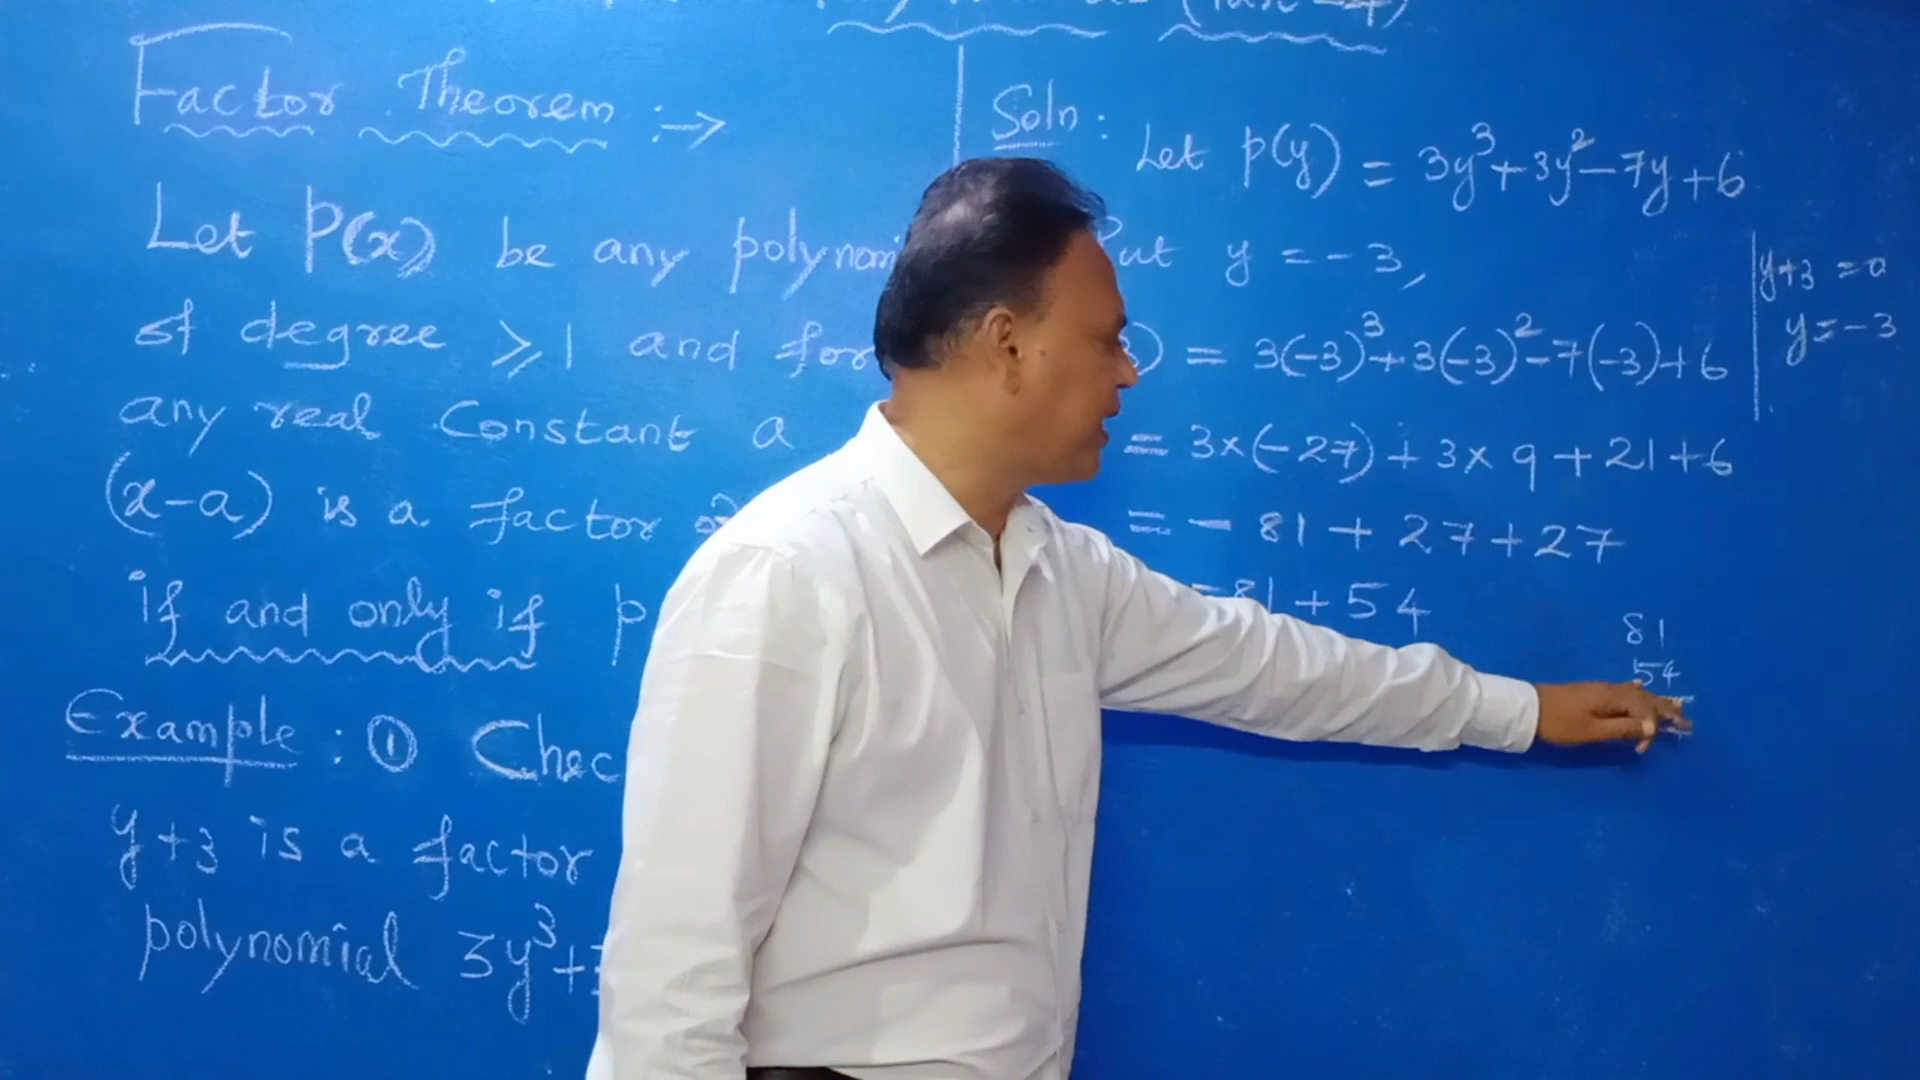 Factor Theorem :->
Let P(x) be any
of degree ⩾ 1 and for
any real Constant a
(x-a) is a factor
if and only if p
Example : ①
y+3 is a factor
polynomial 3y³+
Soln : Let p(y) = 3y³+3y²-7y+6
y = -3,
= 3(-3)³+3(-3)²-7(-3)+6
= 3×(-27)+3×9+21+6
= -81+27+27
-81+54
y+3 =0
y=-3
81
54